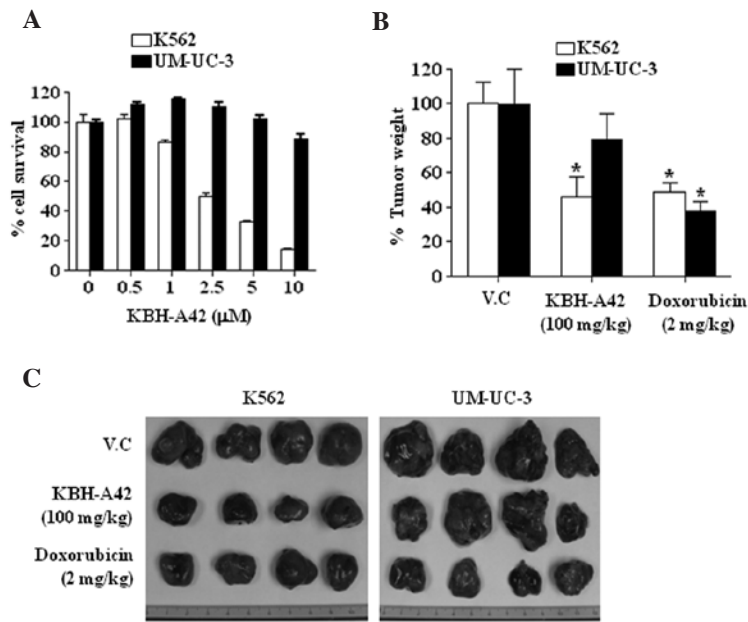 A
K562
UM-UC-3
% cell survival
120
100
80
60
40
20
0
0 0.5 1 2.5 5 10
KBH-A42 (μM)
B
K562
UM-UC-3
% Tumor weight
120
100
80
60
40
20
0
*
* *
V.C KBH-A42 Doxorubicin
(100 mg/kg) (2 mg/kg)
C
K562 UM-UC-3
V.C
KBH-A42
(100 mg/kg)
Doxorubicin
(2 mg/kg)